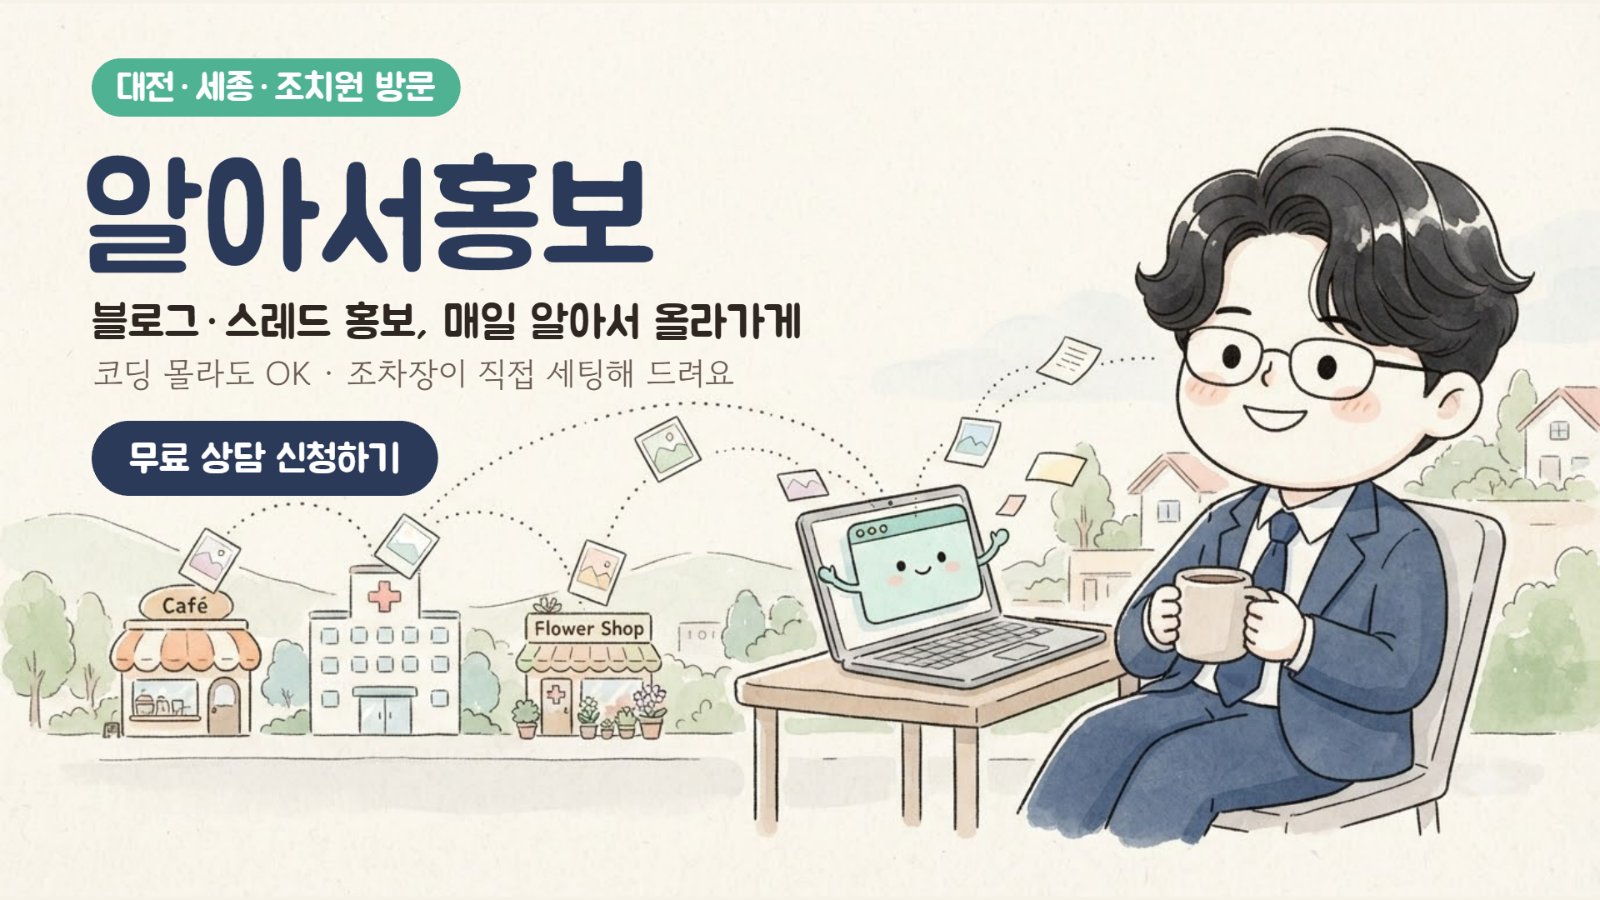 대전·세종·조치원 방문
알아서홍보
블로그·스레드 홍보, 매일 알아서 올라가게
코딩 몰라도 OK · 조차장이 직접 세팅해 드려요
무료 상담 신청하기
Café
Flower Shop